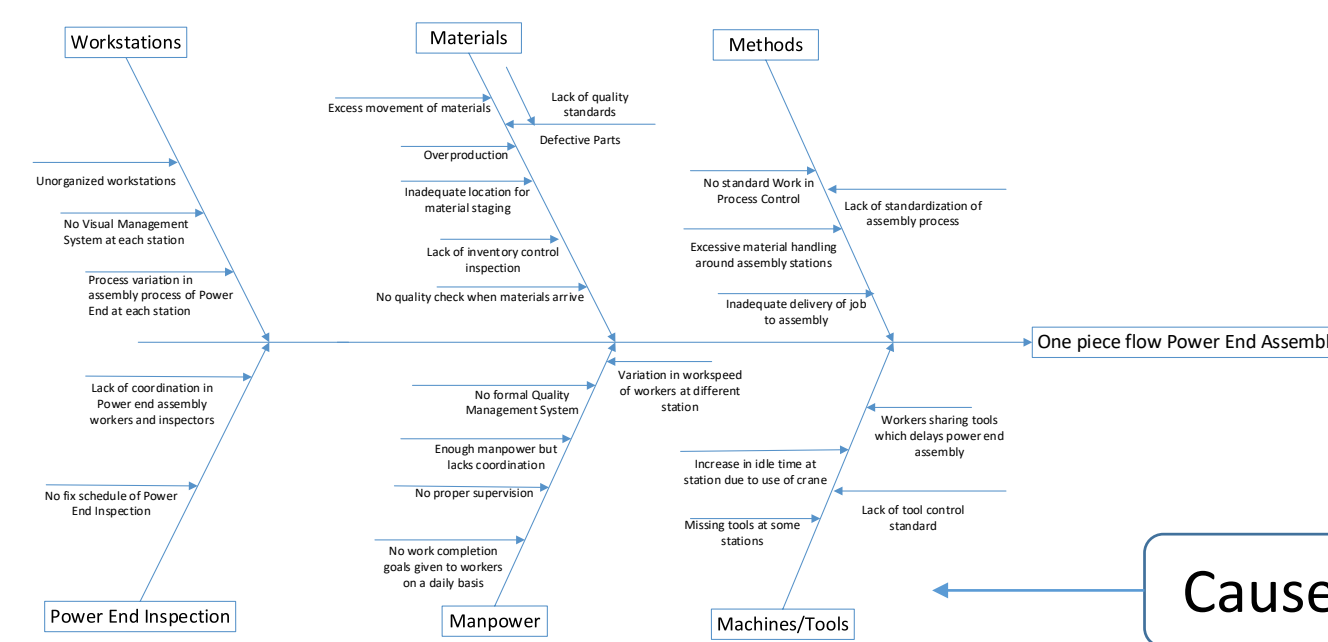 Workstations
Materials
Methods
Excess movement of materials
Lack of quality
standards
Defective Parts
Overproduction
Inadequate location for
material staging
Lack of inventory control
inspection
No quality check when materials arrive
Unorganized workstations
No Visual Management
System at each station
Process variation in
assembly process of Power
End at each station
No standard Work in
Process Control
Lack of standardization of
assembly process
Excessive material handling
around assembly stations
Inadequate delivery of job
to assembly
One piece flow Power End Assembl
Lack of coordination in
Power end assembly
workers and inspectors
No fix schedule of Power
End Inspection
Variation in workspeed
of workers at different
station
No formal Quality
Management System
Enough manpower but
lacks coordination
No proper supervision
No work completion
goals given to workers
on a daily basis
Workers sharing tools
which delays power end
assembly
Increase in idle time at
station due to use of crane
Lack of tool control
standard
Missing tools at some
stations
Power End Inspection
Manpower
Machines/Tools
Cause